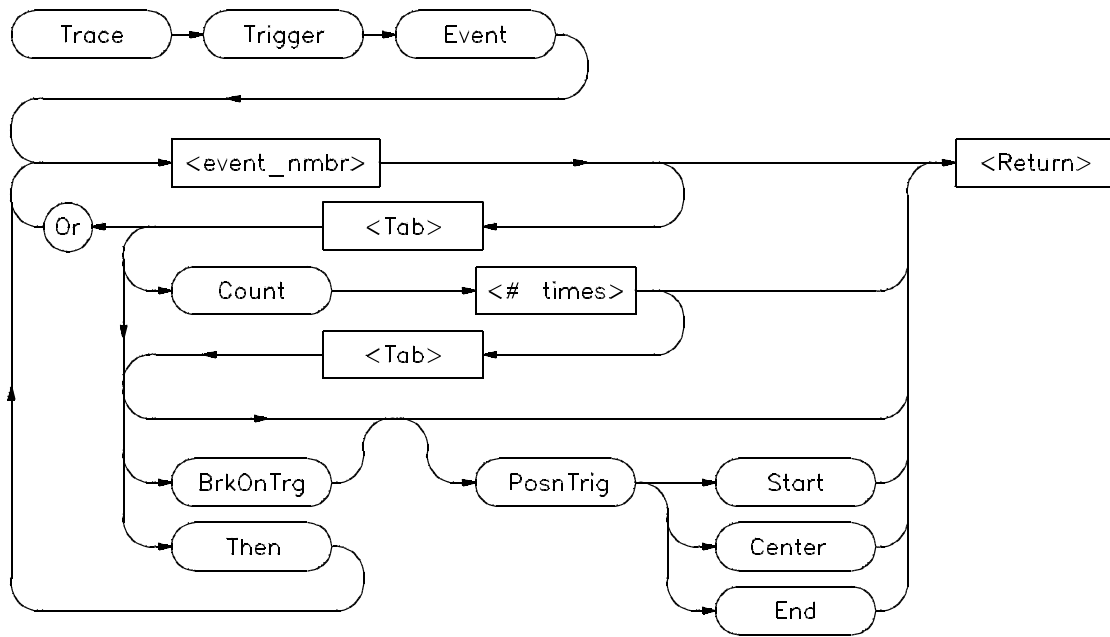 Trace Trigger Event
<event_nmbr> <Return>
Or <Tab>
Count <# times>
<Tab>
BrkOnTrg PosnTrig Start
Then Center
End